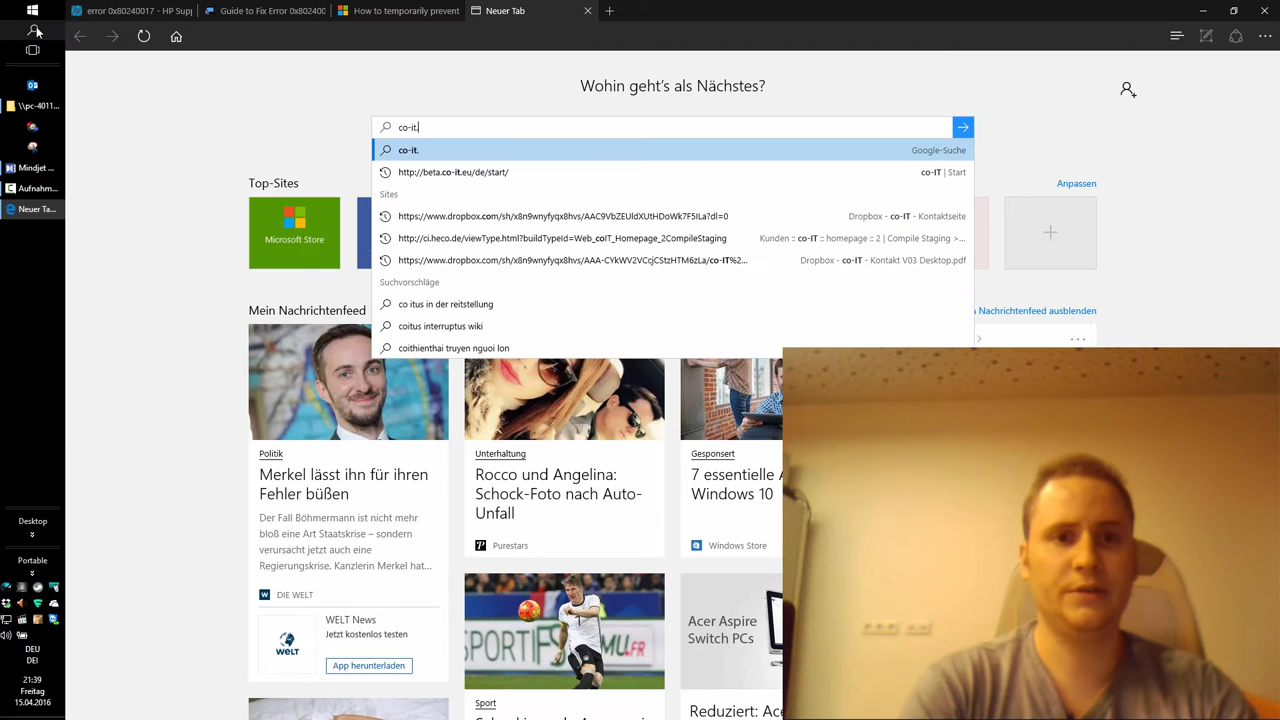 error 0x80240017 - HP Supp
Guide to Fix Error 0x80240
How to temporarily prevent
Neuer Tab
Wohin geht's als Nächstes?
co-it.
co-it.
Google-Suche
http://beta.co-it.eu/de/start/
co-IT | Start
Sites
https://www.dropbox.com/sh/x8n9wnyfyqx8hvs/AAC9VbZEUldXUtHDoWk7F5ILa?dl=0
Dropbox - co-IT - Kontaktseite
http://ci.heco.de/viewType.html?buildTypeId=Web_coIT_Homepage_2CompileStaging
Kunden :: co-IT :: homepage :: 2 | Compile Staging >...
https://www.dropbox.com/sh/x8n9wnyfyqx8hvs/AAA-CYkWV2VCcjCStzHTM6zLa/co-IT%2...
Dropbox - co-IT - Kontakt V03 Desktop.pdf
Suchvorschläge
co itus in der reitstellung
coitus interruptus wiki
coithienthai truyen nguoi lon
Top-Sites
Anpassen
Microsoft Store
Mein Nachrichtenfeed
Nachrichtenfeed ausblenden
Politik
Merkel lässt ihn für ihren
Fehler büßen
Der Fall Böhmermann ist nicht mehr
bloß eine Art Staatskrise – sondern
verursacht jetzt auch eine
Regierungskrise. Kanzlerin Merkel hat...
DIE WELT
WELT News
Jetzt kostenlos testen
App herunterladen
WELT
Unterhaltung
Rocco und Angelina:
Schock-Foto nach Auto-
Unfall
Purestars
Gesponsert
7 essentielle A
Windows 10
Windows Store
SPORTIF
MU.FR
Sport
Acer Aspire
Switch PCs
Reduziert: Ace
\\pc-4011...
Mindjet ...
Aufnahm...
Neuer Ta...
Desktop
Portable
DEU
DEI
21:39
Freitag
15.04.2016